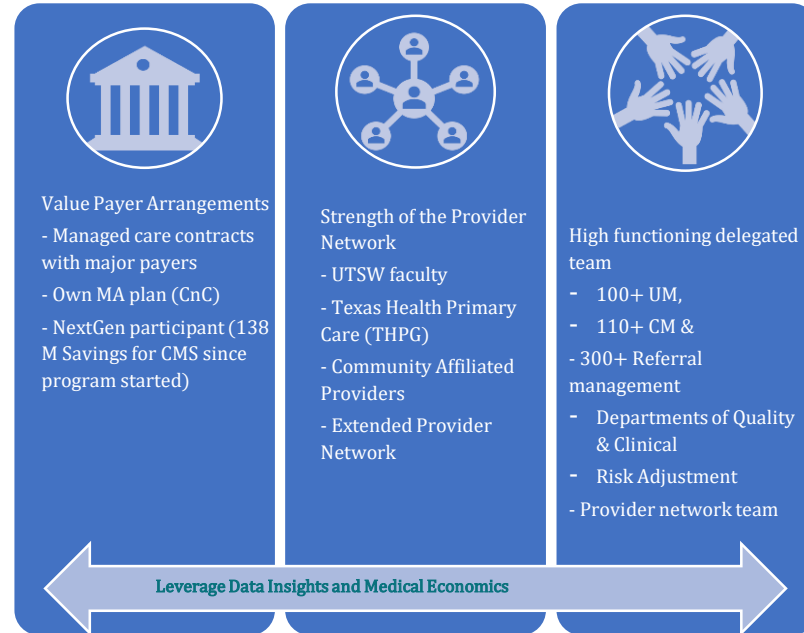 Value Payer Arrangements
- Managed care contracts
with major payers
- Own MA plan (CnC)
- NextGen participant (138
M Savings for CMS since
program started)
Strength of the Provider
Network
- UTSW faculty
- Texas Health Primary
Care (THPG)
- Community Affiliated
Providers
- Extended Provider
Network
High functioning delegated
team
- 100+ UM,
- 110+ CM &
- 300+ Referral
management
- Departments of Quality
& Clinical
- Risk Adjustment
- Provider network team
Leverage Data Insights and Medical Economics